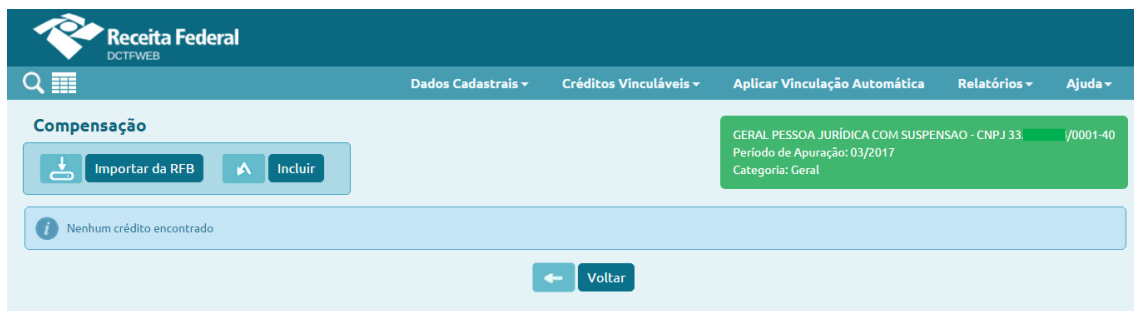 Receita Federal
DCTFWEB
Dados Cadastrais Créditos Vinculáveis Aplicar Vinculação Automática Relatórios Ajuda
Compensação
GERAL PESSOA JURÍDICA COM SUSPENSAO - CNPJ 33. /0001-40
Período de Apuração: 03/2017
Categoria: Geral
Importar da RFB Incluir
i Nenhum crédito encontrado
Voltar